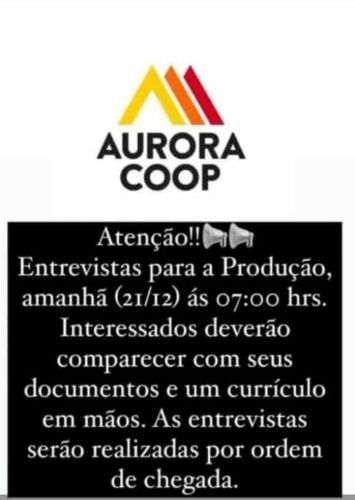 AURORA
COOP
Atenção!!📢📢
Entrevistas para a Produção,
amanhã (21/12) ás 07:00 hrs.
Interessados deverão
comparecer com seus
documentos e um currículo
em mãos. As entrevistas
serão realizadas por ordem
de chegada.